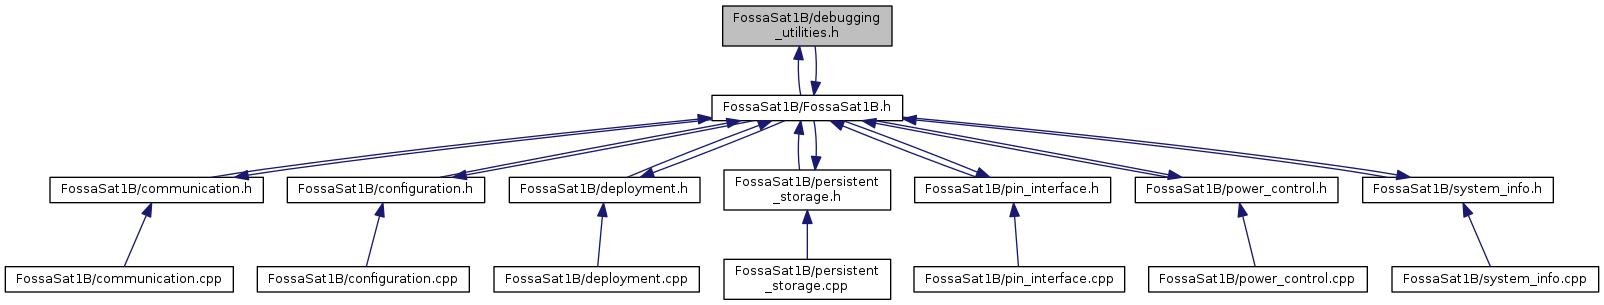 FossaSat1B/debugging
_utilities.h
FossaSat1B/FossaSat1B.h
FossaSat1B/communication.h
FossaSat1B/configuration.h
FossaSat1B/deployment.h
FossaSat1B/persistent
_storage.h
FossaSat1B/pin_interface.h
FossaSat1B/power_control.h
FossaSat1B/system_info.h
FossaSat1B/communication.cpp
FossaSat1B/configuration.cpp
FossaSat1B/deployment.cpp
FossaSat1B/persistent
_storage.cpp
FossaSat1B/pin_interface.cpp
FossaSat1B/power_control.cpp
FossaSat1B/system_info.cpp